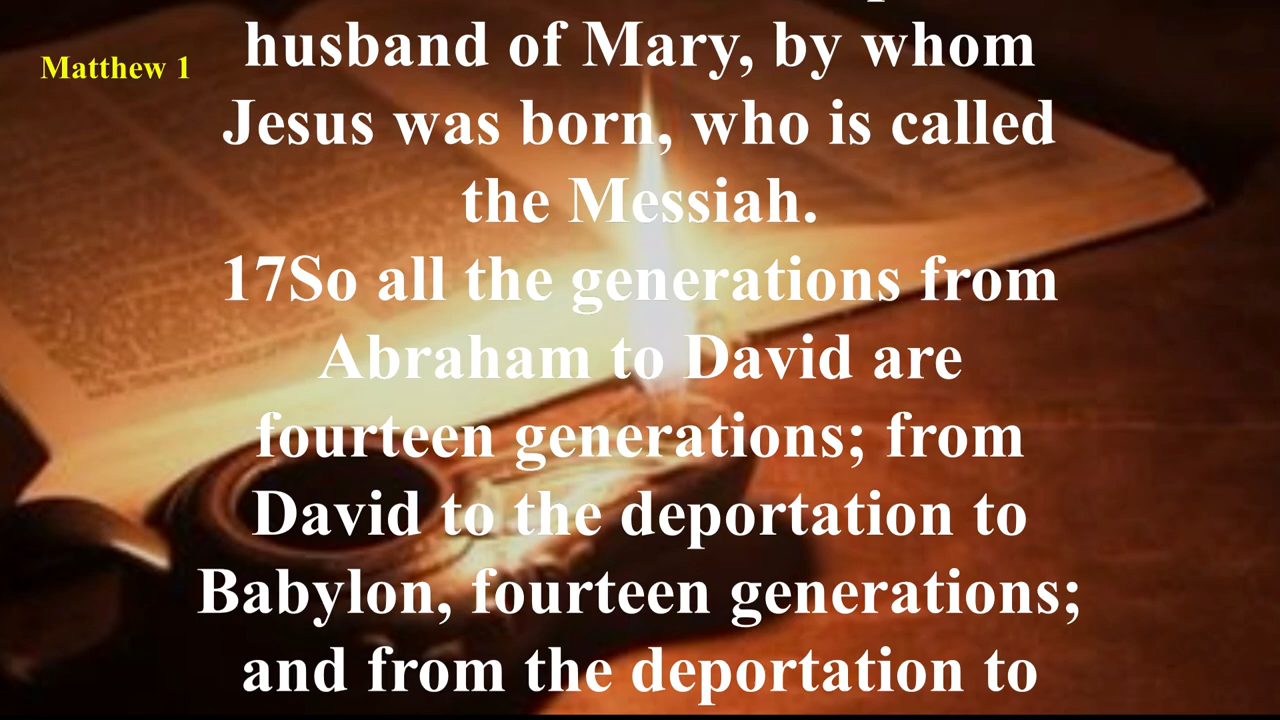 Matthew 1
husband of Mary, by whom
Jesus was born, who is called
the Messiah.
17So all the generations from
Abraham to David are
fourteen generations; from
David to the deportation to
Babylon, fourteen generations;
and from the deportation to